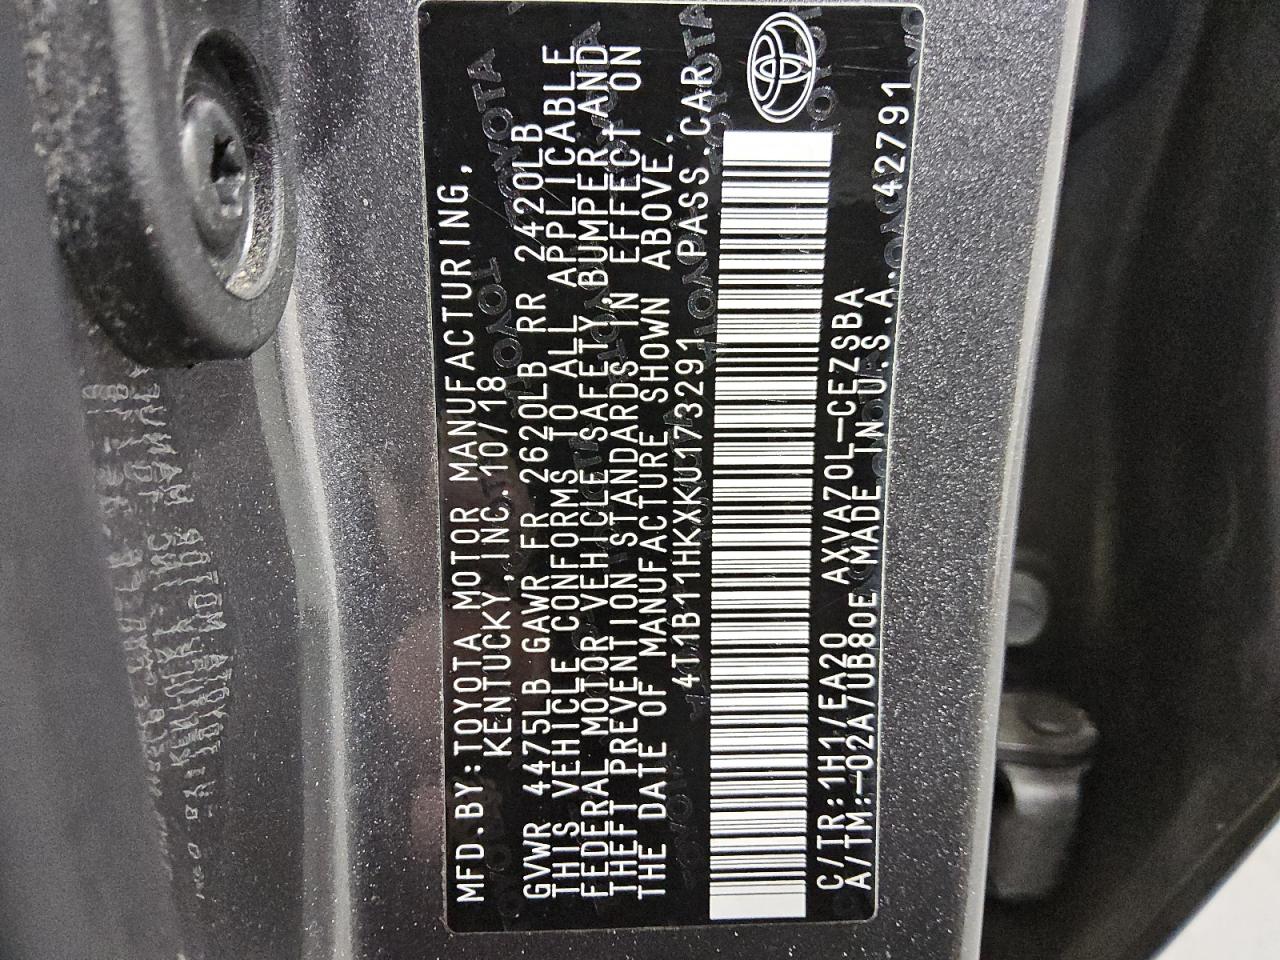 MFD.BY:TOYOTA MOTOR MANUFACTURING,
KENTUCKY,INC.10/18
GVWR 4475LB GAWR FR 2620LB RR 2420LB
THIS VEHICLE CONFORMS TO ALL APPLICABLE
FEDERAL MOTOR VEHICLE SAFETY,BUMPER,AND
THEFT PREVENTION STANDARDS IN EFFECT ON
THE DATE OF MANUFACTURE SHOWN ABOVE.
4T1B11HKXKU173291 PASS.CAR
C/TR:1H1/EA20 AXVA70L-CEZSBA
A/TM:-02A/UB80E MADE IN U.S.A. 42791